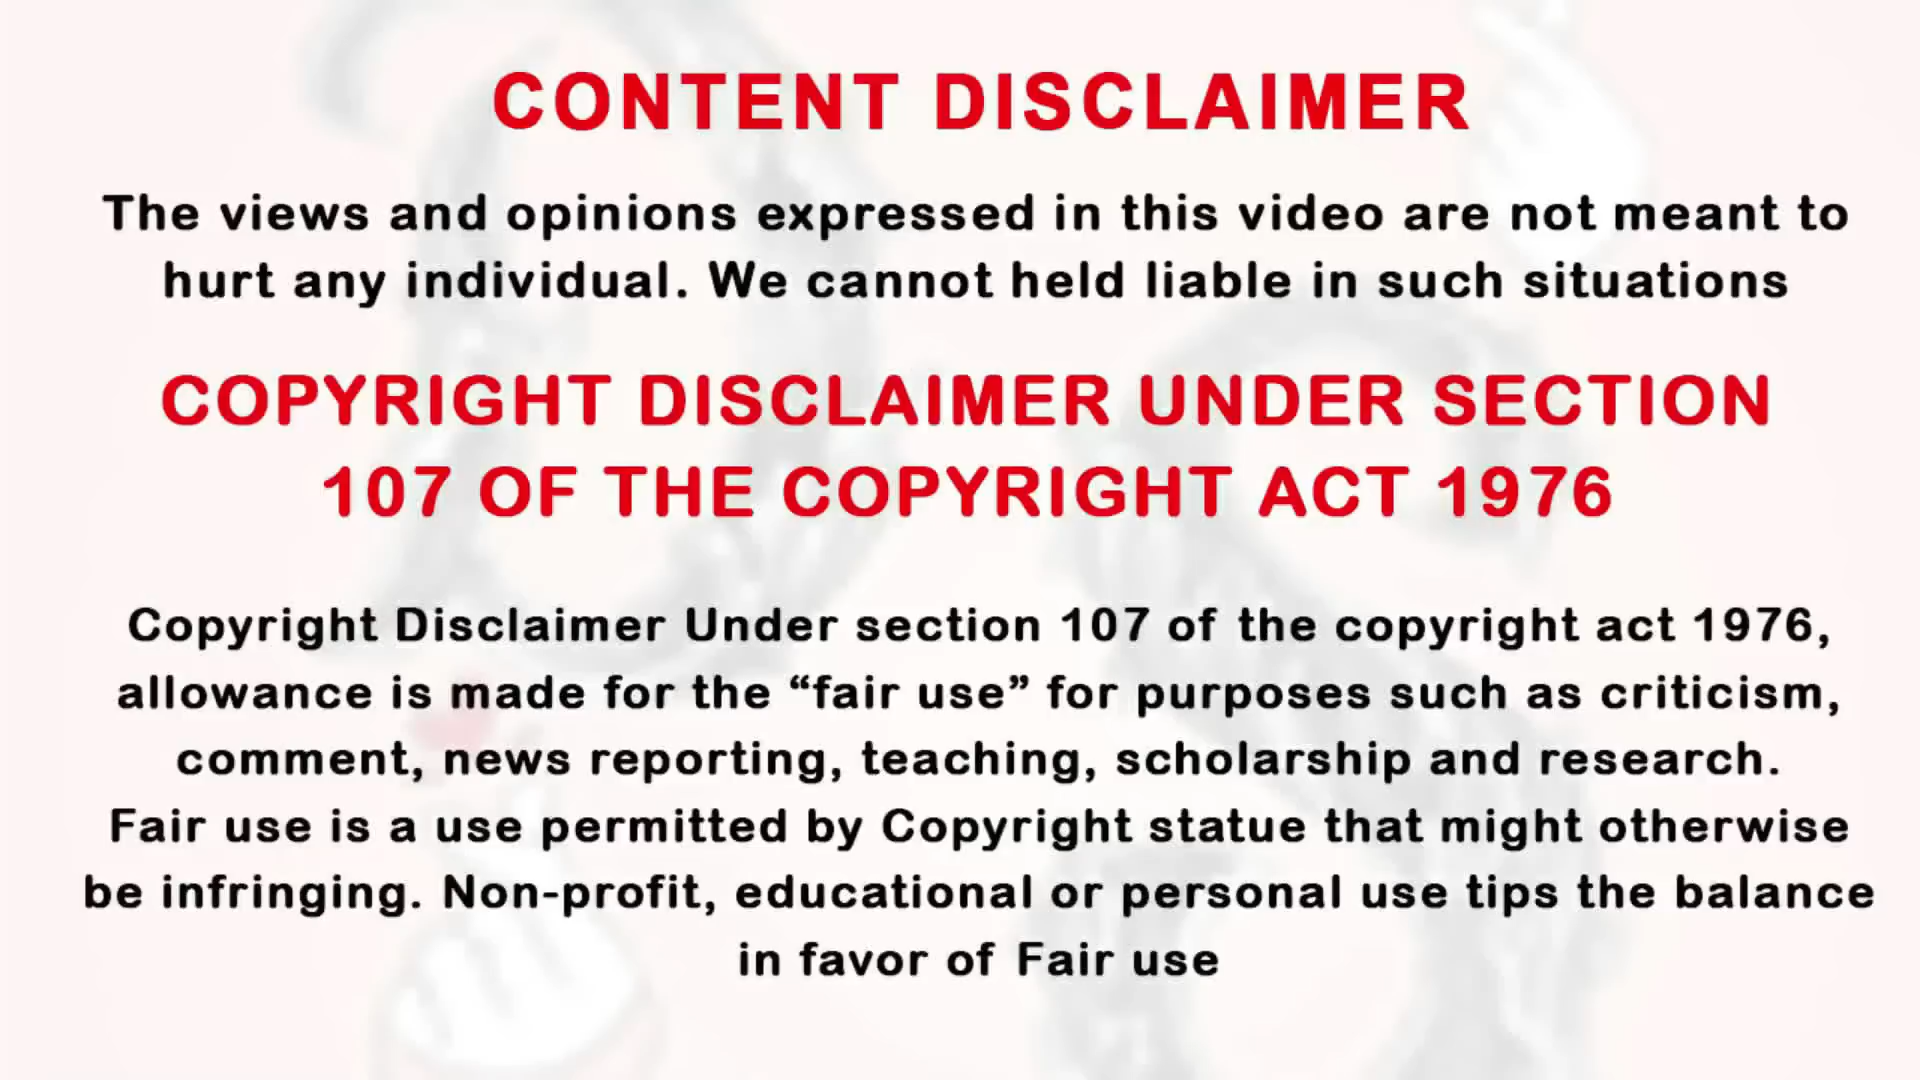 CONTENT DISCLAIMER
The views and opinions expressed in this video are not meant to
hurt any individual. We cannot held liable in such situations
COPYRIGHT DISCLAIMER UNDER SECTION
107 OF THE COPYRIGHT ACT 1976
Copyright Disclaimer Under section 107 of the copyright act 1976,
allowance is made for the “fair use” for purposes such as criticism,
comment, news reporting, teaching, scholarship and research.
Fair use is a use permitted by Copyright statue that might otherwise
be infringing. Non-profit, educational or personal use tips the balance
in favor of Fair use